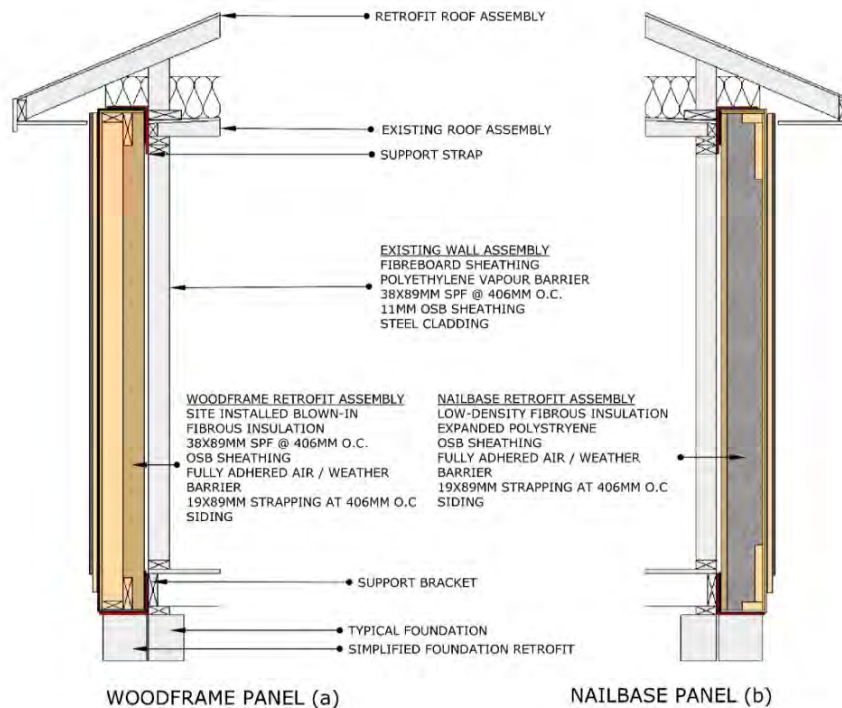 RETROFIT ROOF ASSEMBLY
EXISTING ROOF ASSEMBLY
SUPPORT STRAP
EXISTING WALL ASSEMBLY
FIBREBOARD SHEATHING
POLYETHYLENE VAPOUR BARRIER
38X89MM SPF @ 406MM O.C.
11MM OSB SHEATHING
STEEL CLADDING
WOODFRAME RETROFIT ASSEMBLY
SITE INSTALLED BLOWN-IN
FIBROUS INSULATION
38X89MM SPF @ 406MM O.C.
OSB SHEATHING
FULLY ADHERED AIR / WEATHER
BARRIER
19X89MM STRAPPING AT 406MM O.C
SIDING
NAILBASE RETROFIT ASSEMBLY
LOW-DENSITY FIBROUS INSULATION
EXPANDED POLYSTRYENE
OSB SHEATHING
FULLY ADHERED AIR / WEATHER
BARRIER
19X89MM STRAPPING AT 406MM O.C
SIDING
SUPPORT BRACKET
TYPICAL FOUNDATION
SIMPLIFIED FOUNDATION RETROFIT
WOODFRAME PANEL (a)
NAILBASE PANEL (b)